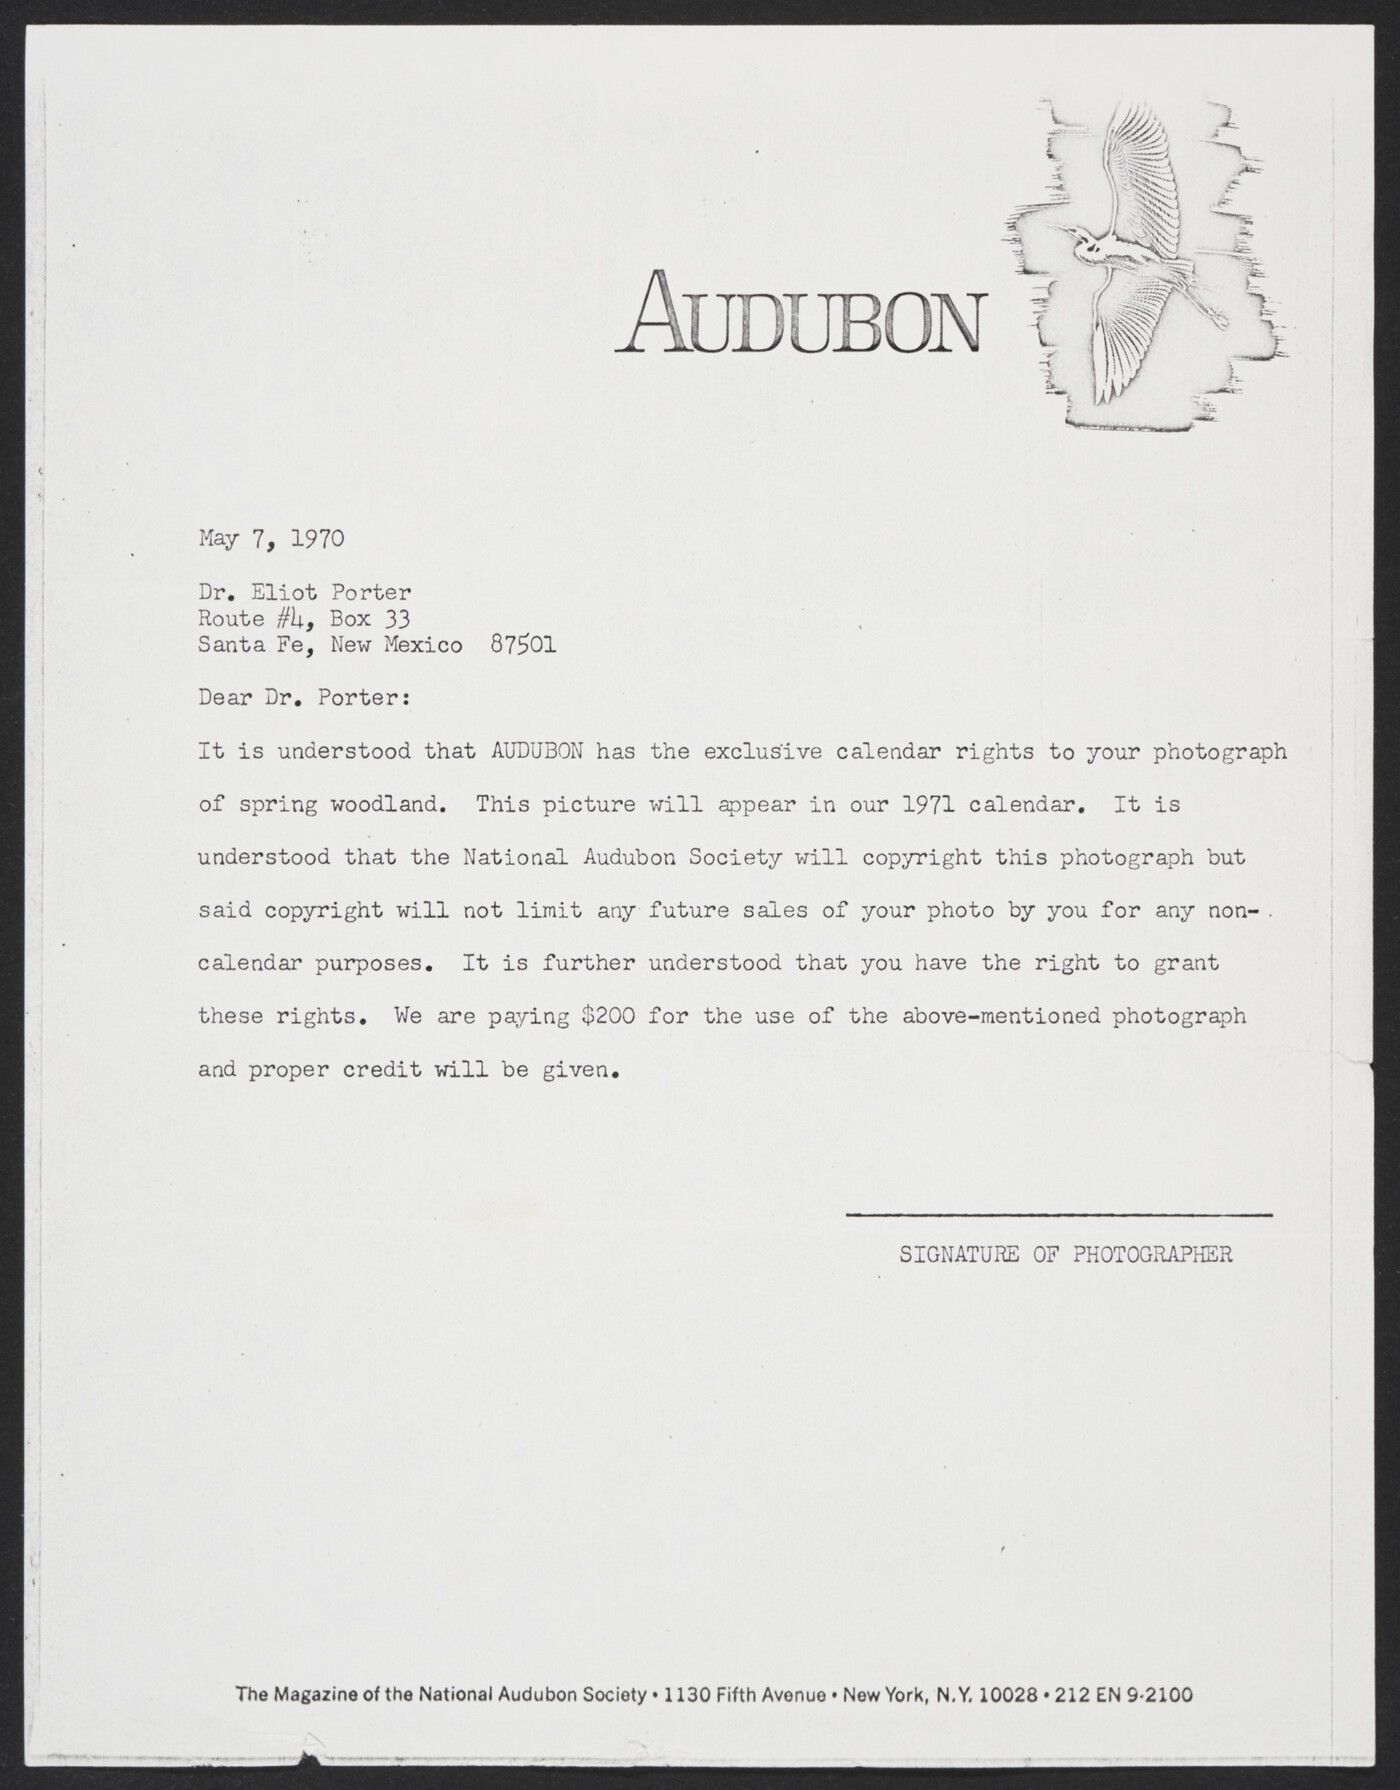 AUDUBON
May 7, 1970
Dr. Eliot Porter
Route #4, Box 33
Santa Fe, New Mexico 87501
Dear Dr. Porter:
It is understood that AUDUBON has the exclusive calendar rights to your photograph
of spring woodland. This picture will appear in our 1971 calendar. It is
understood that the National Audubon Society will copyright this photograph but
said copyright will not limit any future sales of your photo by you for any non-
calendar purposes. It is further understood that you have the right to grant
these rights. We are paying $200 for the use of the above-mentioned photograph
and proper credit will be given.
SIGNATURE OF PHOTOGRAPHER
The Magazine of the National Audubon Society • 1130 Fifth Avenue • New York, N.Y. 10028 • 212 EN 9-2100